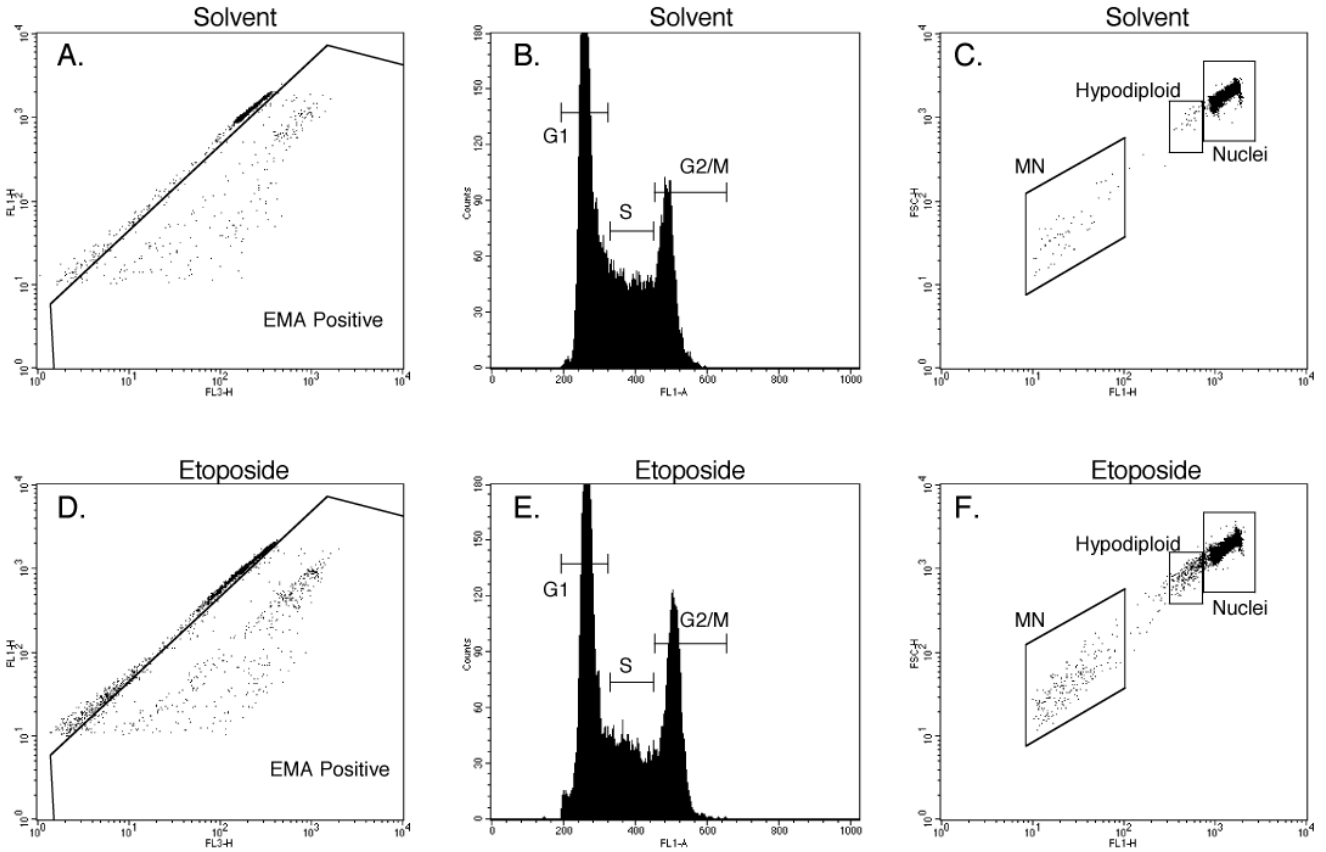 Solvent
A.
10^4
10^3
10^2
10^1
10^0
FL1-H
EMA Positive
10^0 10^1 10^2 10^3 10^4
FL3-H
Solvent
B.
180
150
120
90
60
30
0
Counts
G1
S
G2/M
0 200 400 600 800 1000
FL1-A
Solvent
C.
10^4
10^3
10^2
10^1
10^0
FSC-H
Hypodiploid
Nuclei
MN
10^0 10^1 10^2 10^3 10^4
FL1-H
Etoposide
D.
10^4
10^3
10^2
10^1
10^0
FL1-H
EMA Positive
10^0 10^1 10^2 10^3 10^4
FL3-H
Etoposide
E.
180
150
120
90
60
30
0
Counts
G1
S
G2/M
0 200 400 600 800 1000
FL1-A
Etoposide
F.
10^4
10^3
10^2
10^1
10^0
FSC-H
Hypodiploid
Nuclei
MN
10^0 10^1 10^2 10^3 10^4
FL1-H